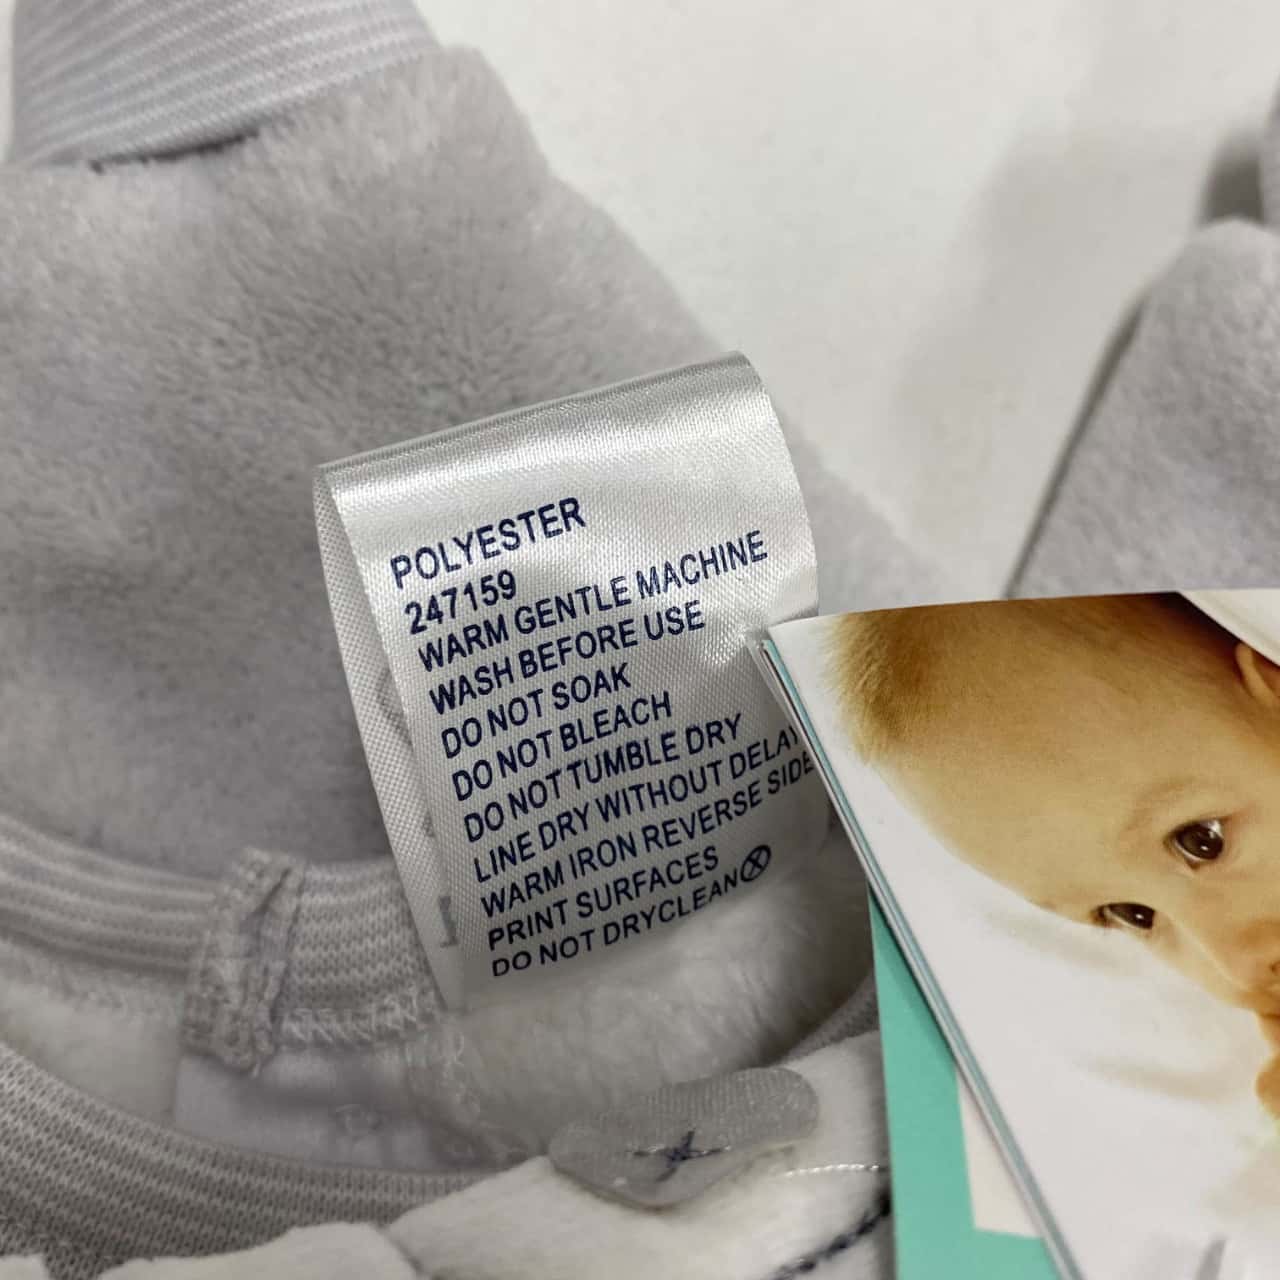 POLYESTER
247159
WARM GENTLE MACHINE
WASH BEFORE USE
DO NOT SOAK
DO NOT BLEACH
DO NOT TUMBLE DRY
LINE DRY WITHOUT DELAY
WARM IRON REVERSE SIDE
PRINT SURFACES
DO NOT DRYCLEAN